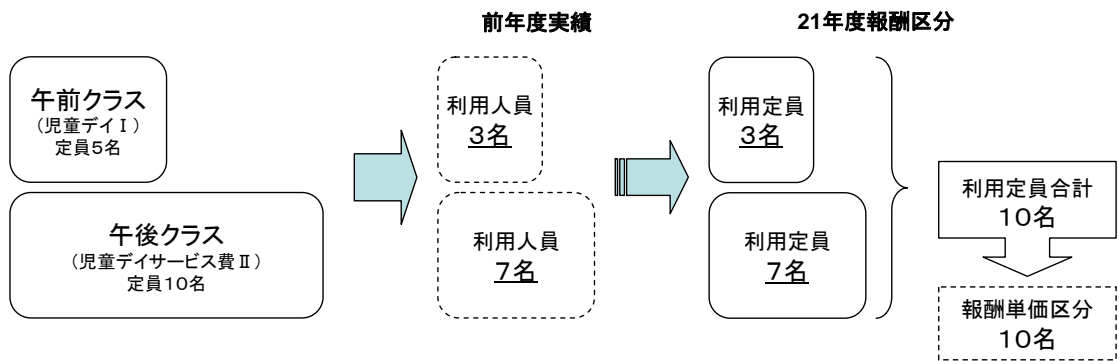 前年度実績
21年度報酬区分
午前クラス
(児童デイⅠ)
定員5名
利用人員
3名
利用定員
3名
午後クラス
(児童デイサービス費Ⅱ)
定員10名
利用人員
7名
利用定員
7名
利用定員合計
10名
報酬単価区分
10名